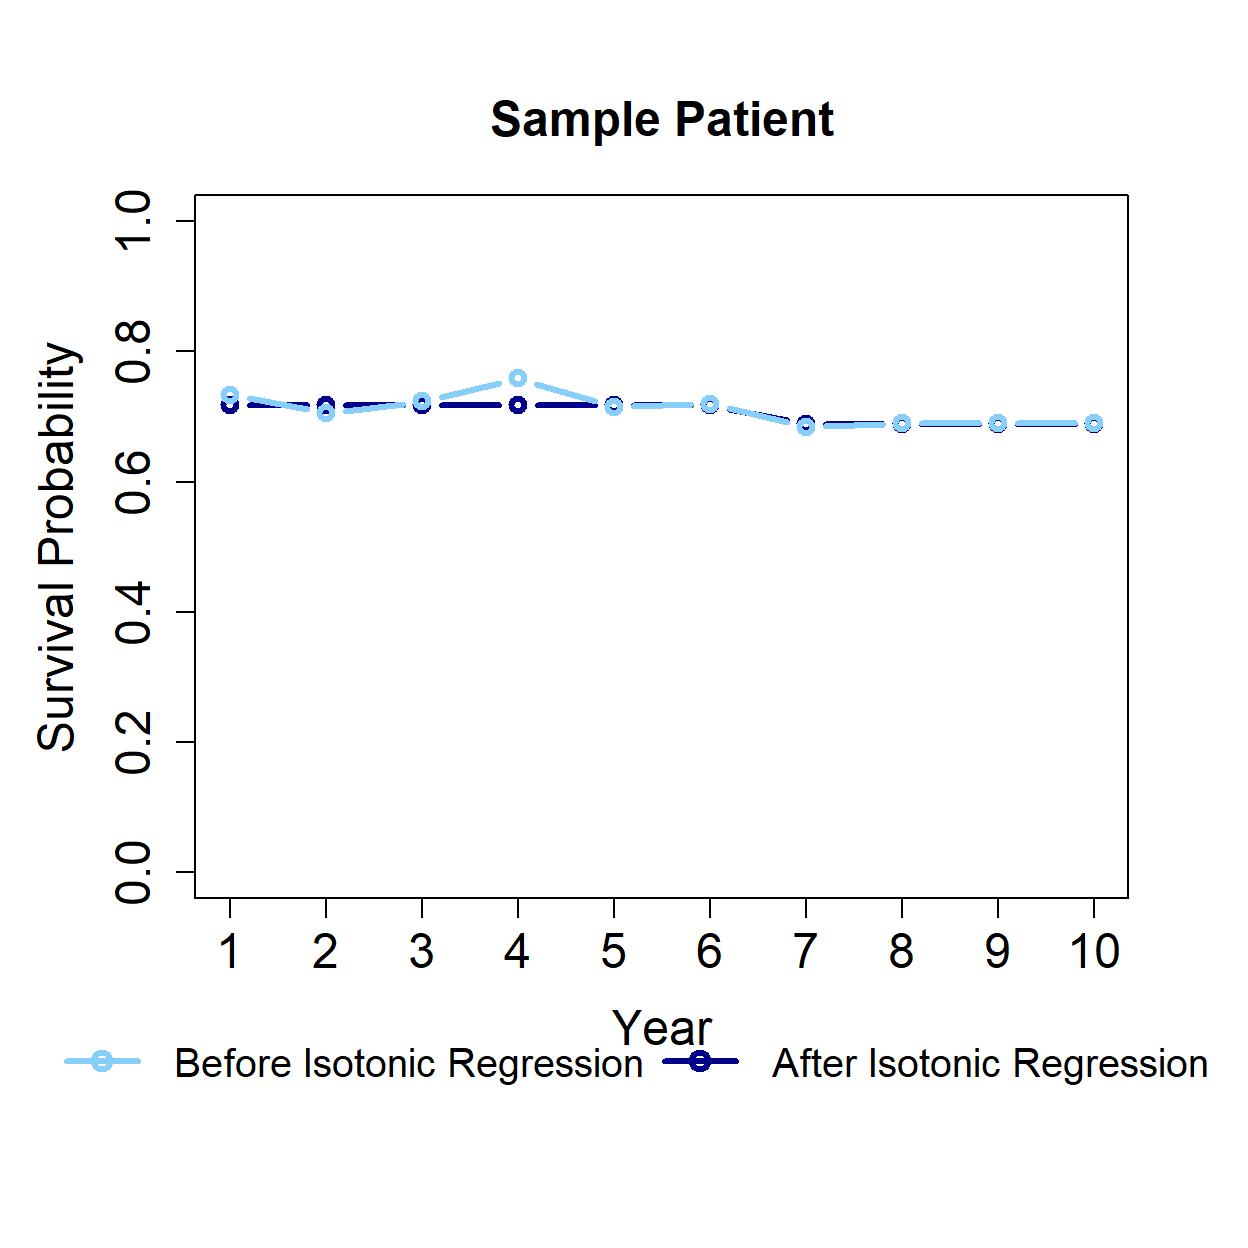 Sample Patient
Survival Probability
1.0
0.8
0.6
0.4
0.2
0.0
1 2 3 4 5 6 7 8 9 10
Year
Before Isotonic Regression After Isotonic Regression